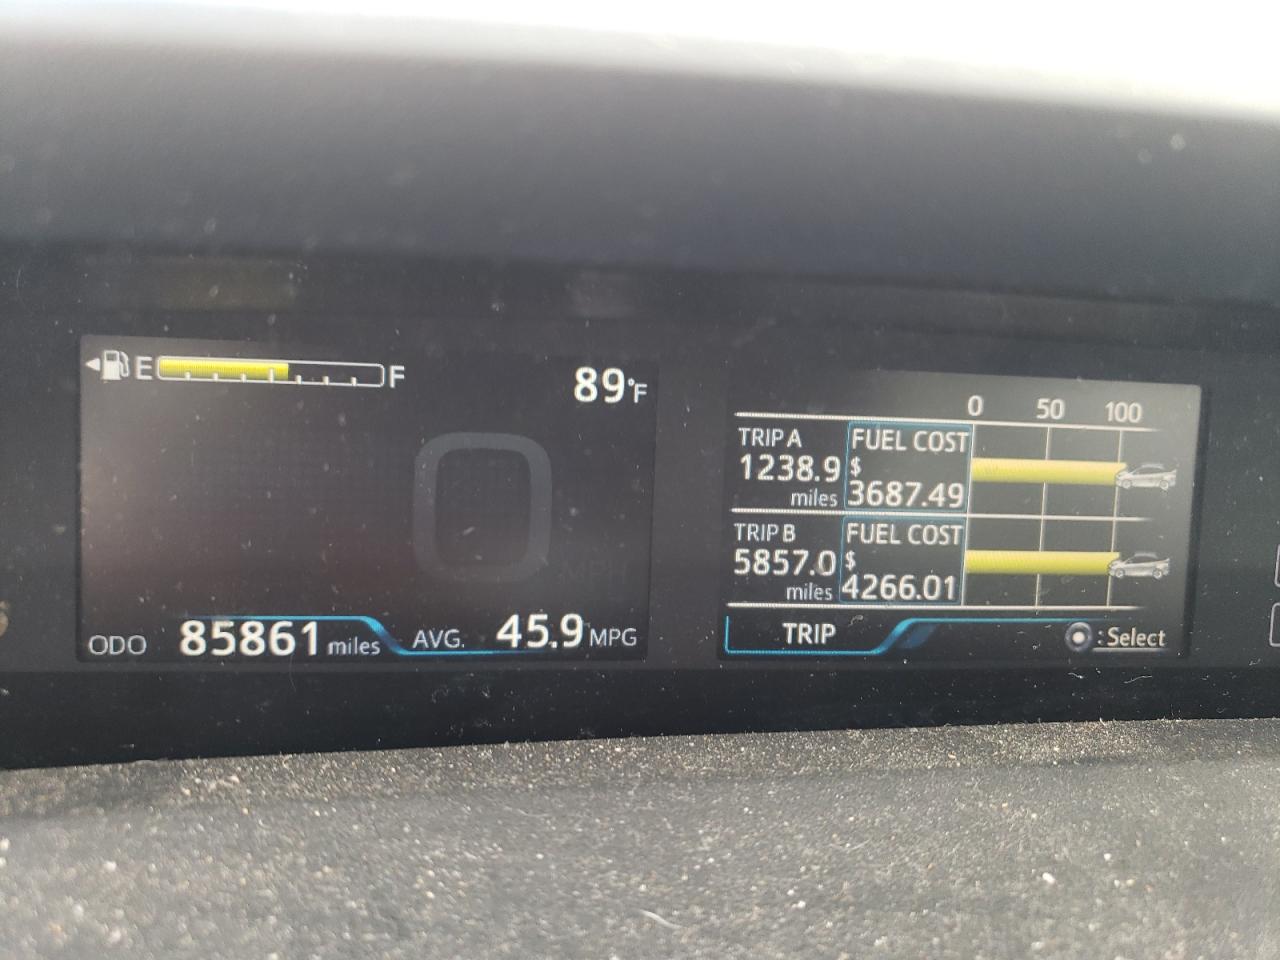 E F
89°F
0
MPH
ODO 85861 miles AVG. 45.9 MPG
0 50 100
TRIP A FUEL COST
1238.9 $
miles 3687.49
TRIP B FUEL COST
5857.0 $
miles 4266.01
TRIP : Select